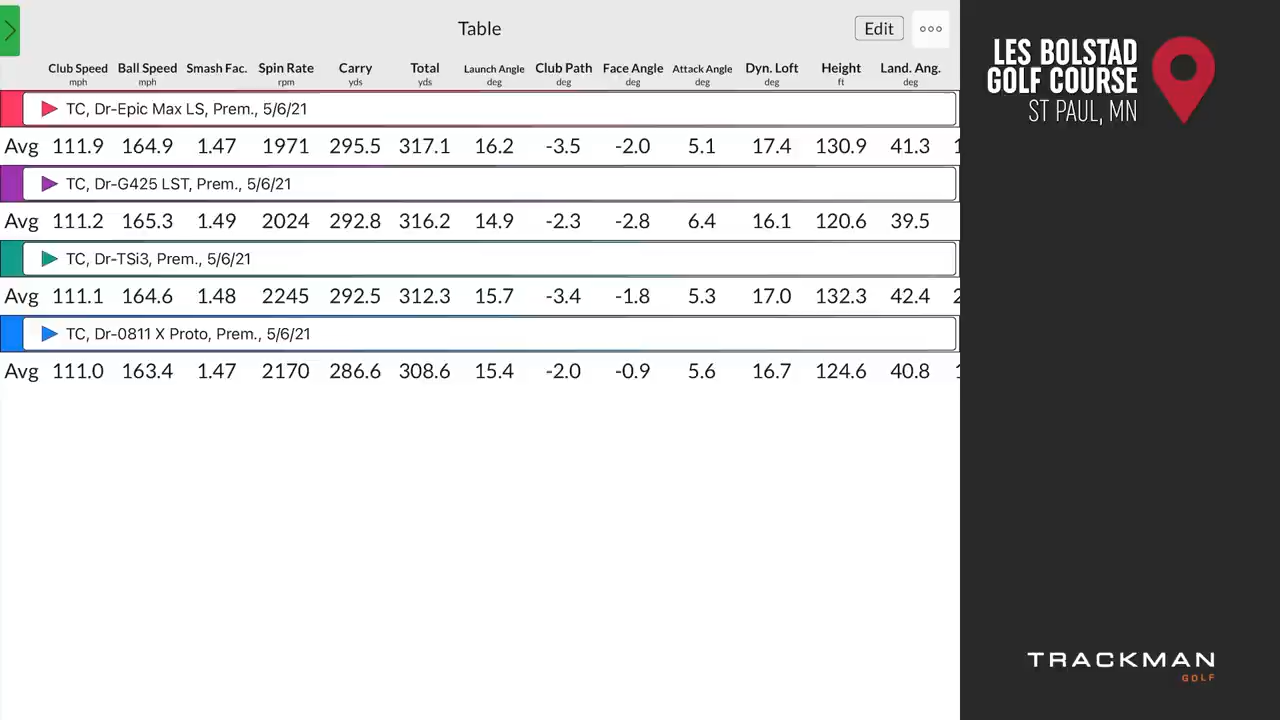 Table
Edit
Club Speed Ball Speed Smash Fac. Spin Rate Carry Total Launch Angle Club Path Face Angle Attack Angle Dyn. Loft Height Land. Ang.
mph mph rpm yds yds deg deg deg deg deg ft deg
TC, Dr-Epic Max LS, Prem., 5/6/21
Avg 111.9 164.9 1.47 1971 295.5 317.1 16.2 -3.5 -2.0 5.1 17.4 130.9 41.3
TC, Dr-G425 LST, Prem., 5/6/21
Avg 111.2 165.3 1.49 2024 292.8 316.2 14.9 -2.3 -2.8 6.4 16.1 120.6 39.5
TC, Dr-TSi3, Prem., 5/6/21
Avg 111.1 164.6 1.48 2245 292.5 312.3 15.7 -3.4 -1.8 5.3 17.0 132.3 42.4
TC, Dr-0811 X Proto, Prem., 5/6/21
Avg 111.0 163.4 1.47 2170 286.6 308.6 15.4 -2.0 -0.9 5.6 16.7 124.6 40.8
LES BOLSTAD
GOLF COURSE
ST PAUL, MN
TRACKMAN
GOLF